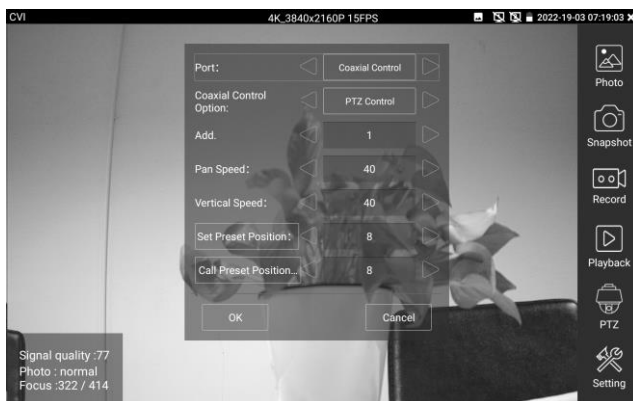 CVI 4K_3840x2160P 15FPS 2022-19-03 07:19:03
Port: Coaxial Control
Coaxial Control
Option: PTZ Control
Add. 1
Pan Speed: 40
Vertical Speed: 40
Set Preset Position: 8
Call Preset Position... 8
OK Cancel
Signal quality :77
Photo : normal
Focus :322 / 414
Photo
Snapshot
Record
Playback
PTZ
Setting